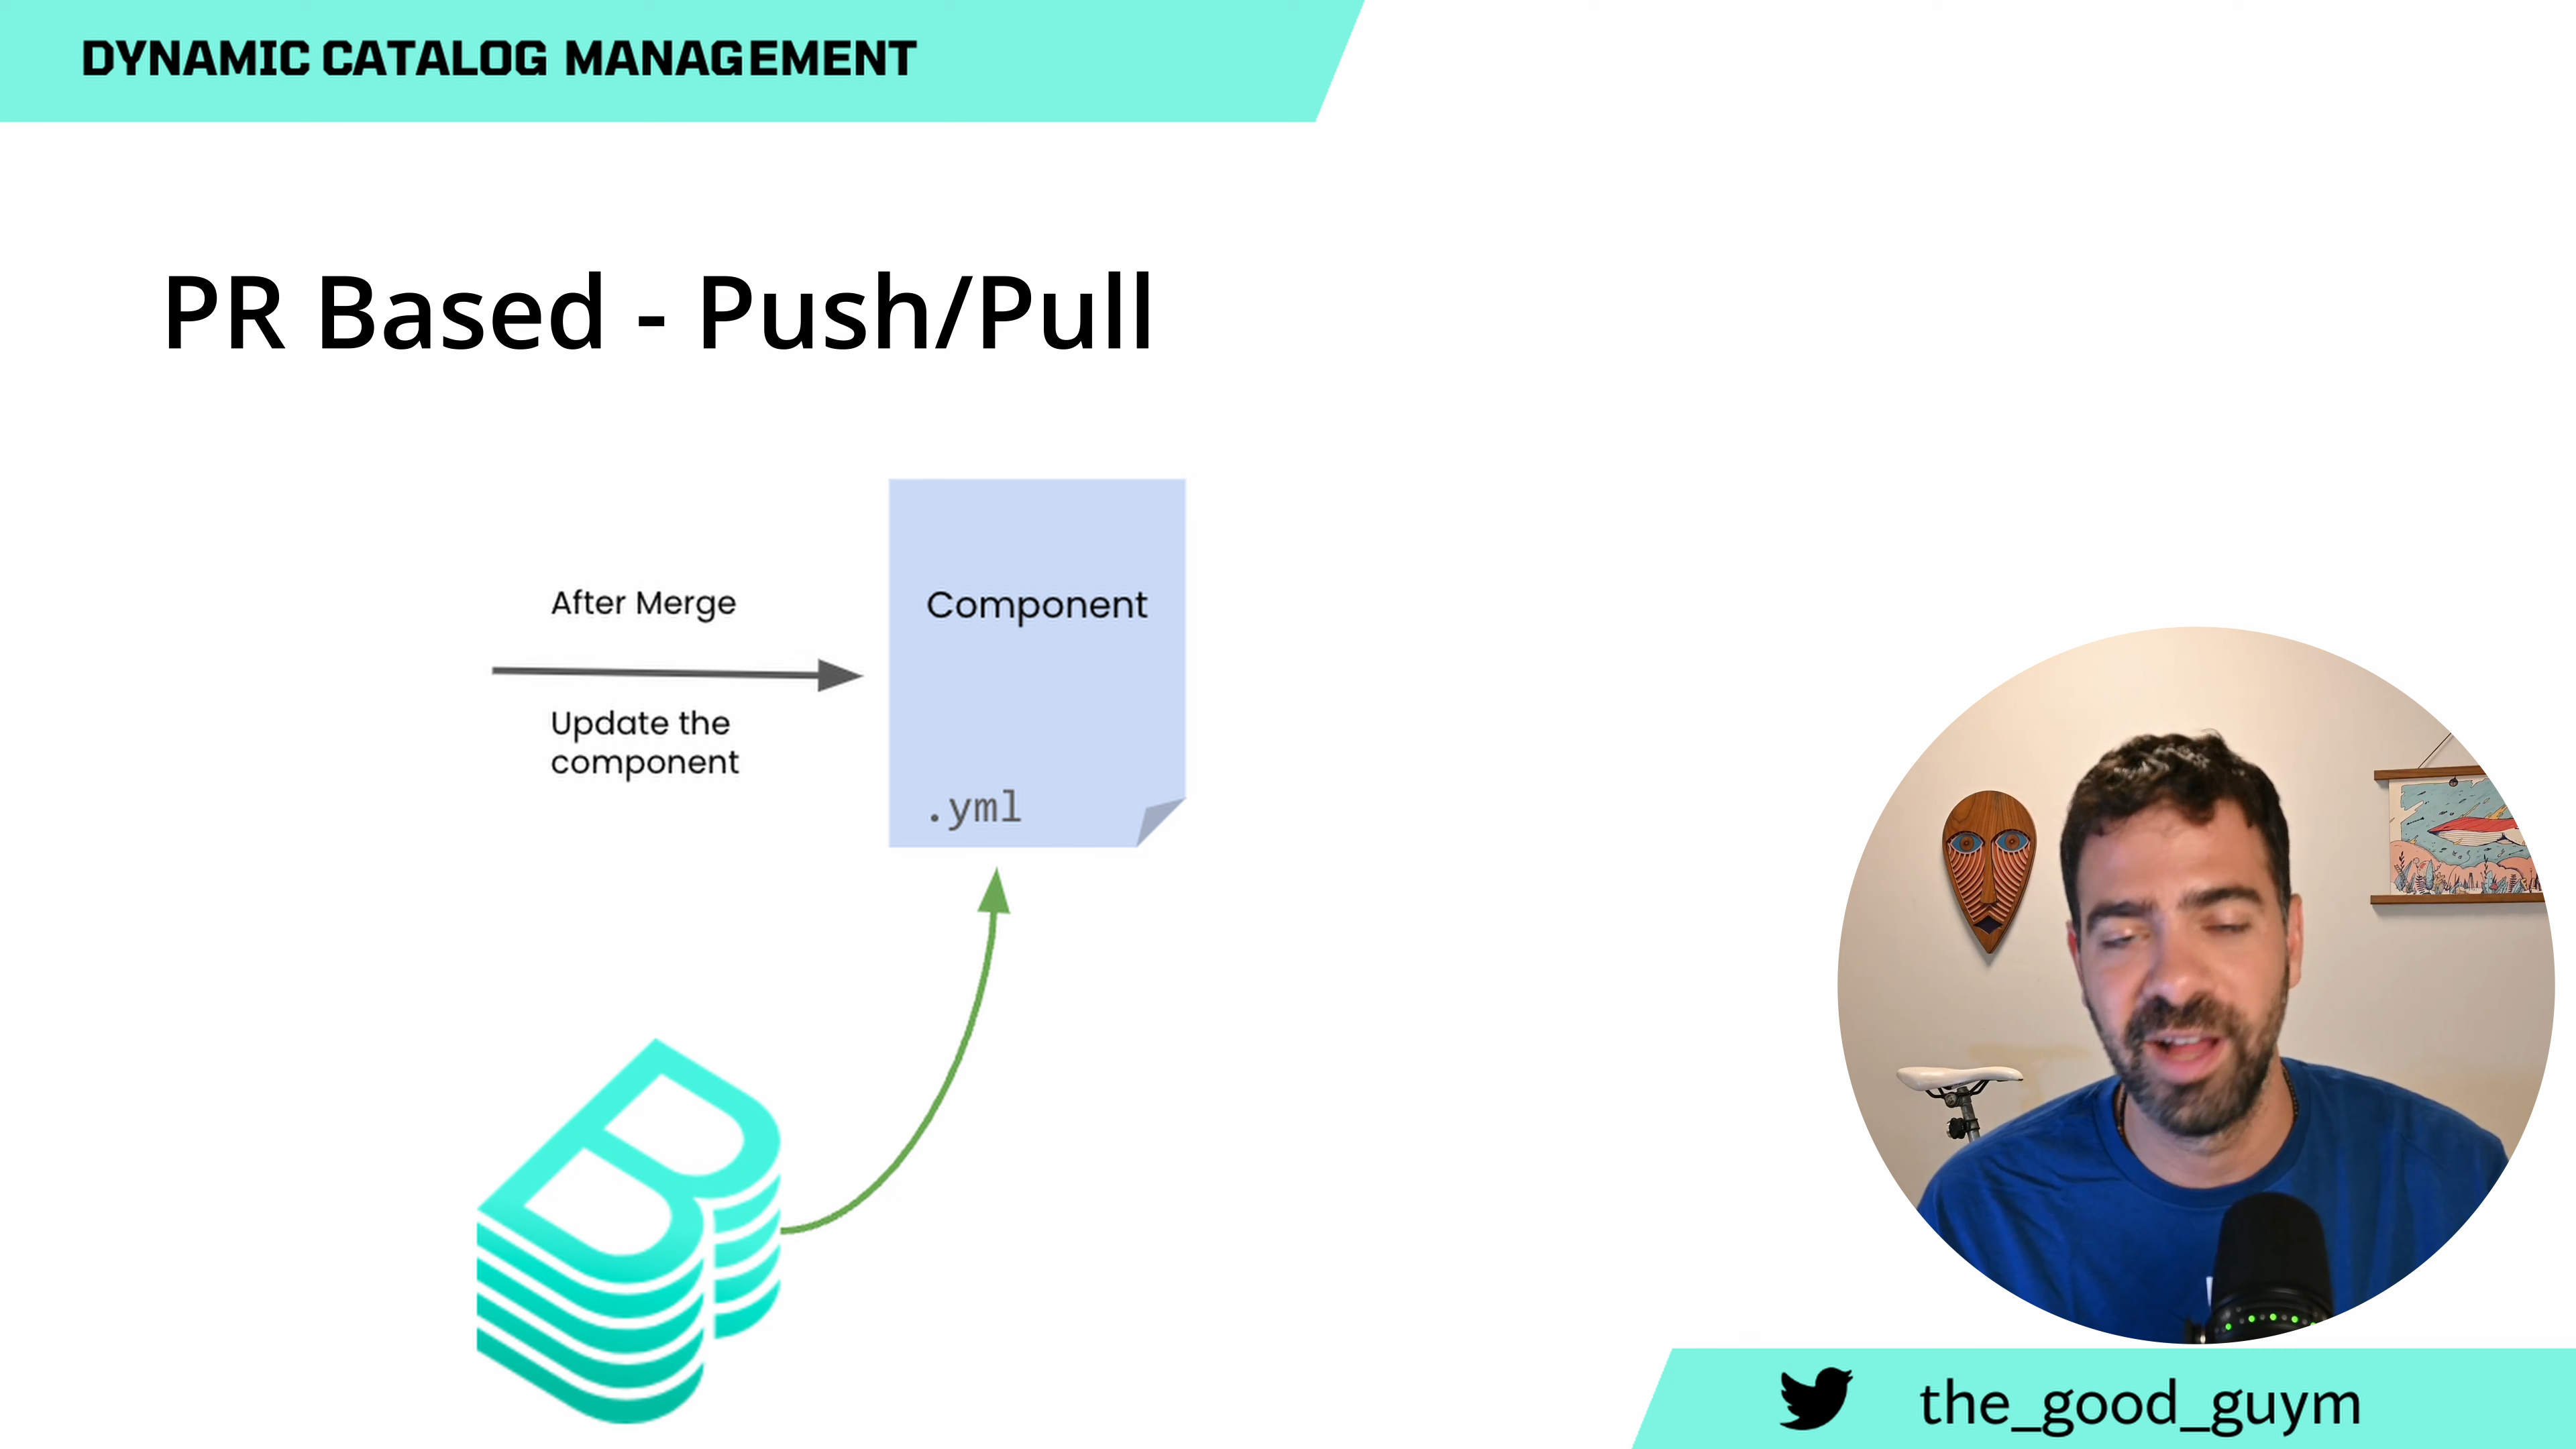 DYNAMIC CATALOG MANAGEMENT
PR Based - Push/Pull
After Merge
Update the
component
Component
.yml
the_good_guym